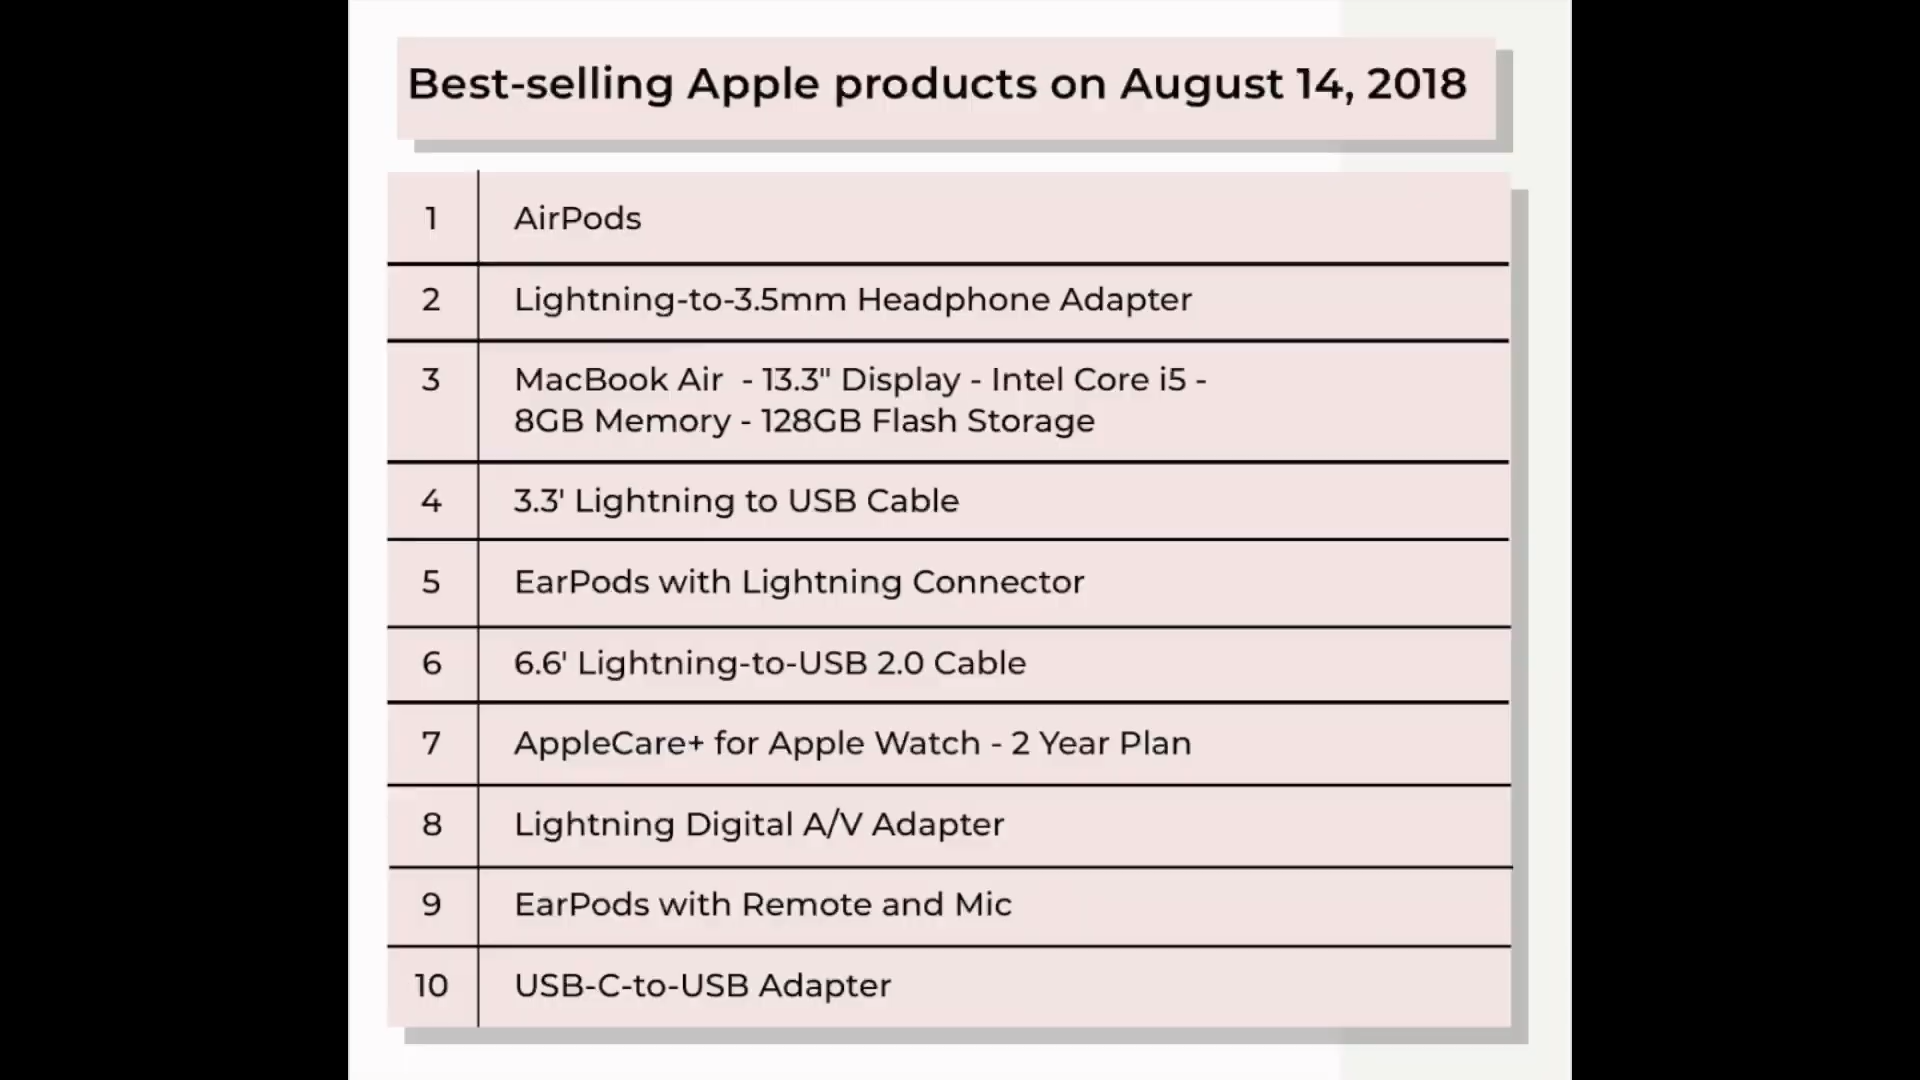 Best-selling Apple products on August 14, 2018
1 AirPods
2 Lightning-to-3.5mm Headphone Adapter
3 MacBook Air - 13.3" Display - Intel Core i5 -
8GB Memory - 128GB Flash Storage
4 3.3' Lightning to USB Cable
5 EarPods with Lightning Connector
6 6.6' Lightning-to-USB 2.0 Cable
7 AppleCare+ for Apple Watch - 2 Year Plan
8 Lightning Digital A/V Adapter
9 EarPods with Remote and Mic
10 USB-C-to-USB Adapter